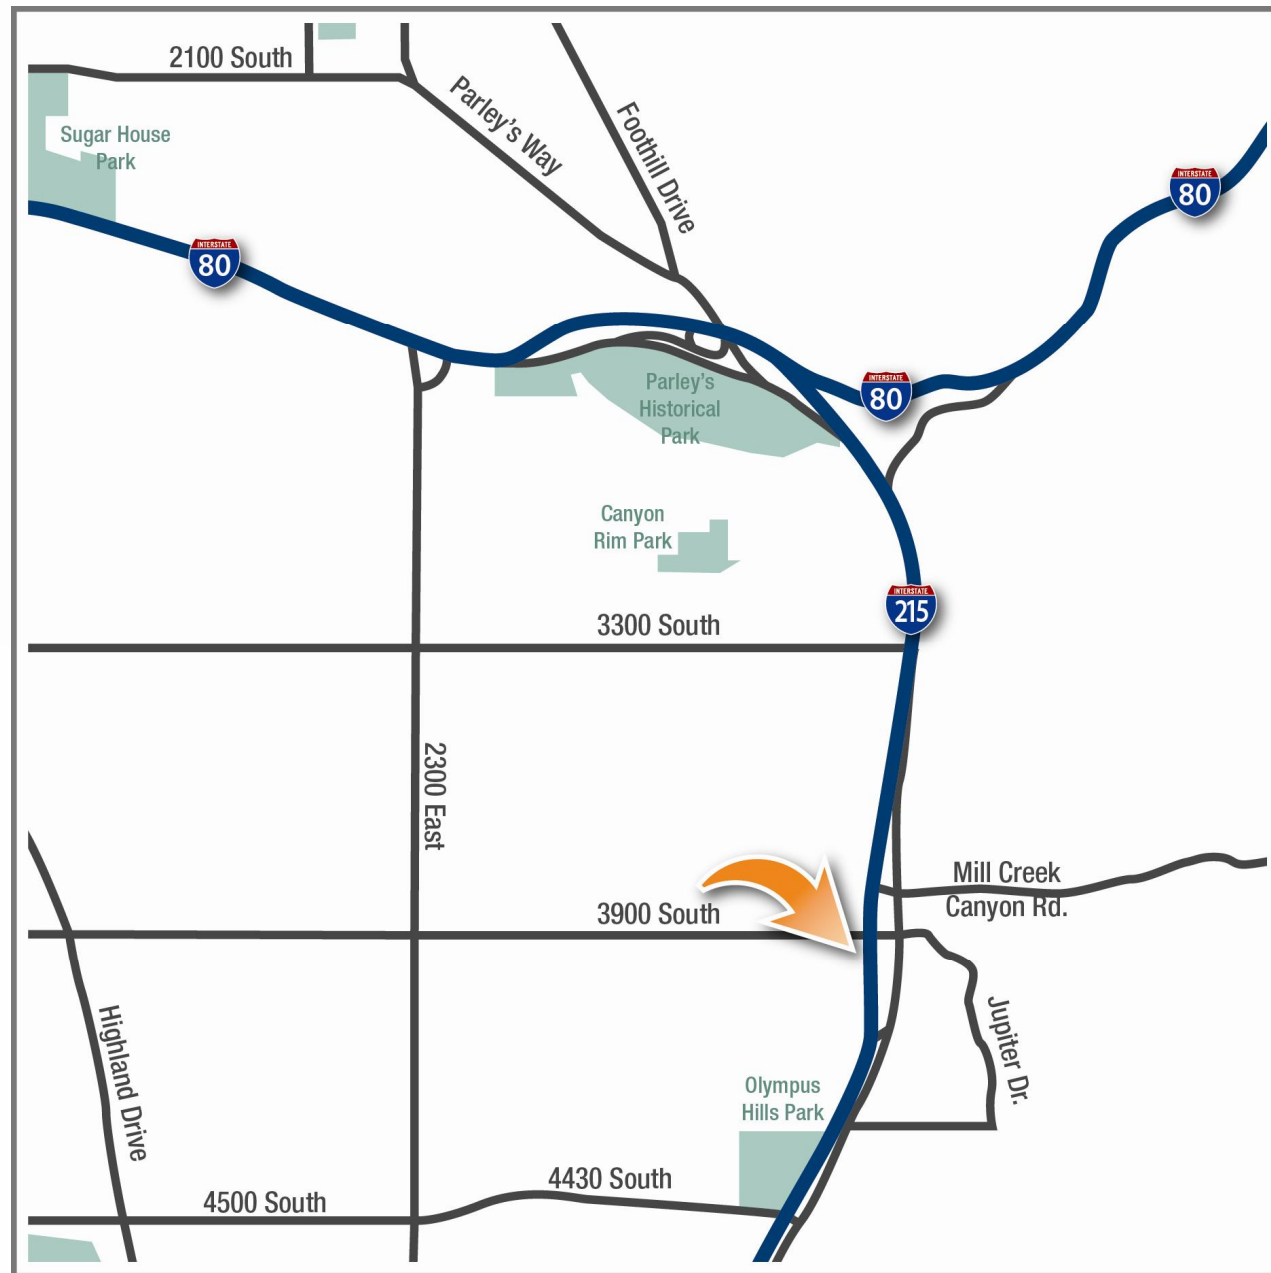 2100 South
Parley's Way
Foothill Drive
Sugar House
Park
INTERSTATE
80
INTERSTATE
80
INTERSTATE
80
Parley's
Historical
Park
Canyon
Rim Park
INTERSTATE
215
3300 South
2300 East
Mill Creek
Canyon Rd.
3900 South
Highland Drive
Jupiter Dr.
Olympus
Hills Park
4430 South
4500 South